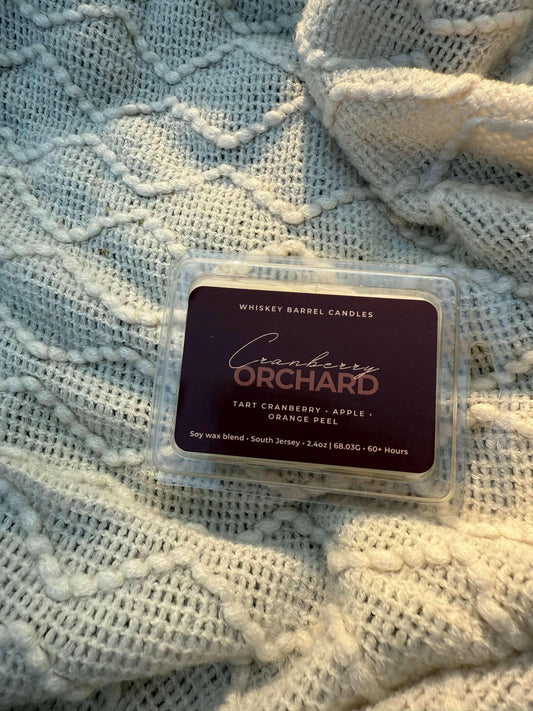 WHISKEY BARREL CANDLES
Cranberry
ORCHARD
TART CRANBERRY • APPLE •
ORANGE PEEL
Soy wax blend • South Jersey • 2.4oz | 68.03G • 60+ Hours